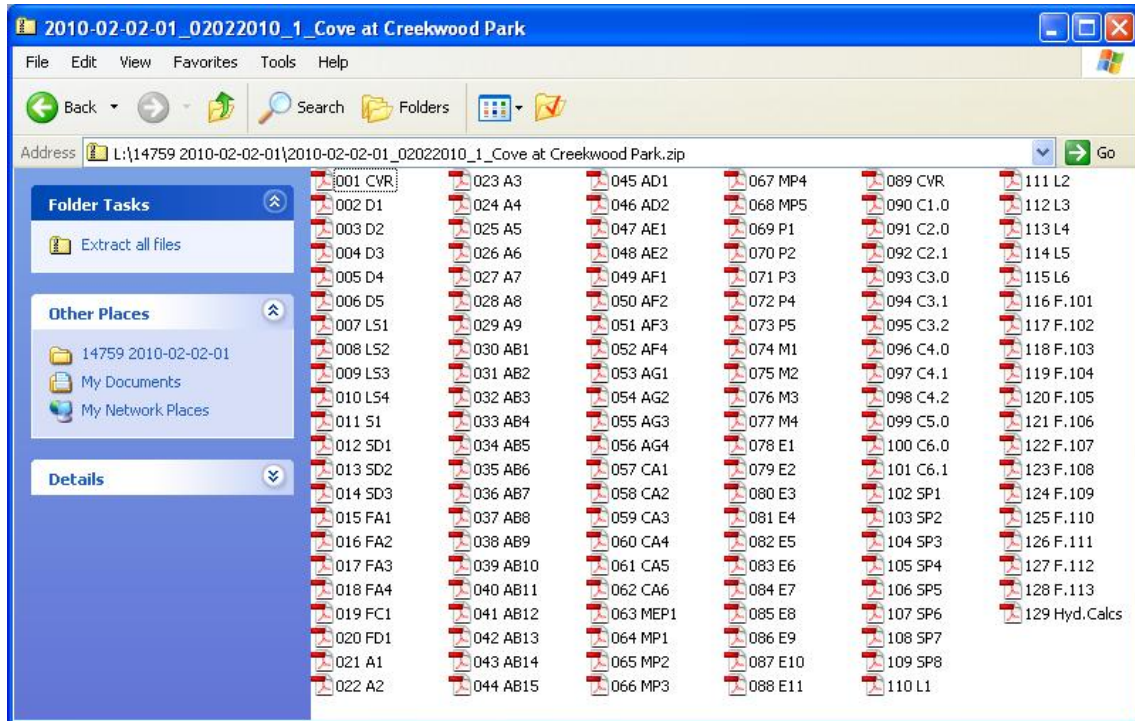 2010-02-02-01_02022010_1_Cove at Creekwood Park
File Edit View Favorites Tools Help
Back Search Folders
Address L:\14759 2010-02-02-01\2010-02-02-01_02022010_1_Cove at Creekwood Park.zip Go
Folder Tasks
Extract all files
Other Places
14759 2010-02-02-01
My Documents
My Network Places
Details
001 CVR
002 D1
003 D2
004 D3
005 D4
006 D5
007 LS1
008 LS2
009 LS3
010 LS4
011 S1
012 SD1
013 SD2
014 SD3
015 FA1
016 FA2
017 FA3
018 FA4
019 FC1
020 FD1
021 A1
022 A2
023 A3
024 A4
025 A5
026 A6
027 A7
028 A8
029 A9
030 AB1
031 AB2
032 AB3
033 AB4
034 AB5
035 AB6
036 AB7
037 AB8
038 AB9
039 AB10
040 AB11
041 AB12
042 AB13
043 AB14
044 AB15
045 AD1
046 AD2
047 AE1
048 AE2
049 AF1
050 AF2
051 AF3
052 AF4
053 AG1
054 AG2
055 AG3
056 AG4
057 CA1
058 CA2
059 CA3
060 CA4
061 CA5
062 CA6
063 MEP1
064 MP1
065 MP2
066 MP3
067 MP4
068 MP5
069 P1
070 P2
071 P3
072 P4
073 P5
074 M1
075 M2
076 M3
077 M4
078 E1
079 E2
080 E3
081 E4
082 E5
083 E6
084 E7
085 E8
086 E9
087 E10
088 E11
089 CVR
090 C1.0
091 C2.0
092 C2.1
093 C3.0
094 C3.1
095 C3.2
096 C4.0
097 C4.1
098 C4.2
099 C5.0
100 C6.0
101 C6.1
102 SP1
103 SP2
104 SP3
105 SP4
106 SP5
107 SP6
108 SP7
109 SP8
110 L1
111 L2
112 L3
113 L4
114 L5
115 L6
116 F.101
117 F.102
118 F.103
119 F.104
120 F.105
121 F.106
122 F.107
123 F.108
124 F.109
125 F.110
126 F.111
127 F.112
128 F.113
129 Hyd.Calcs